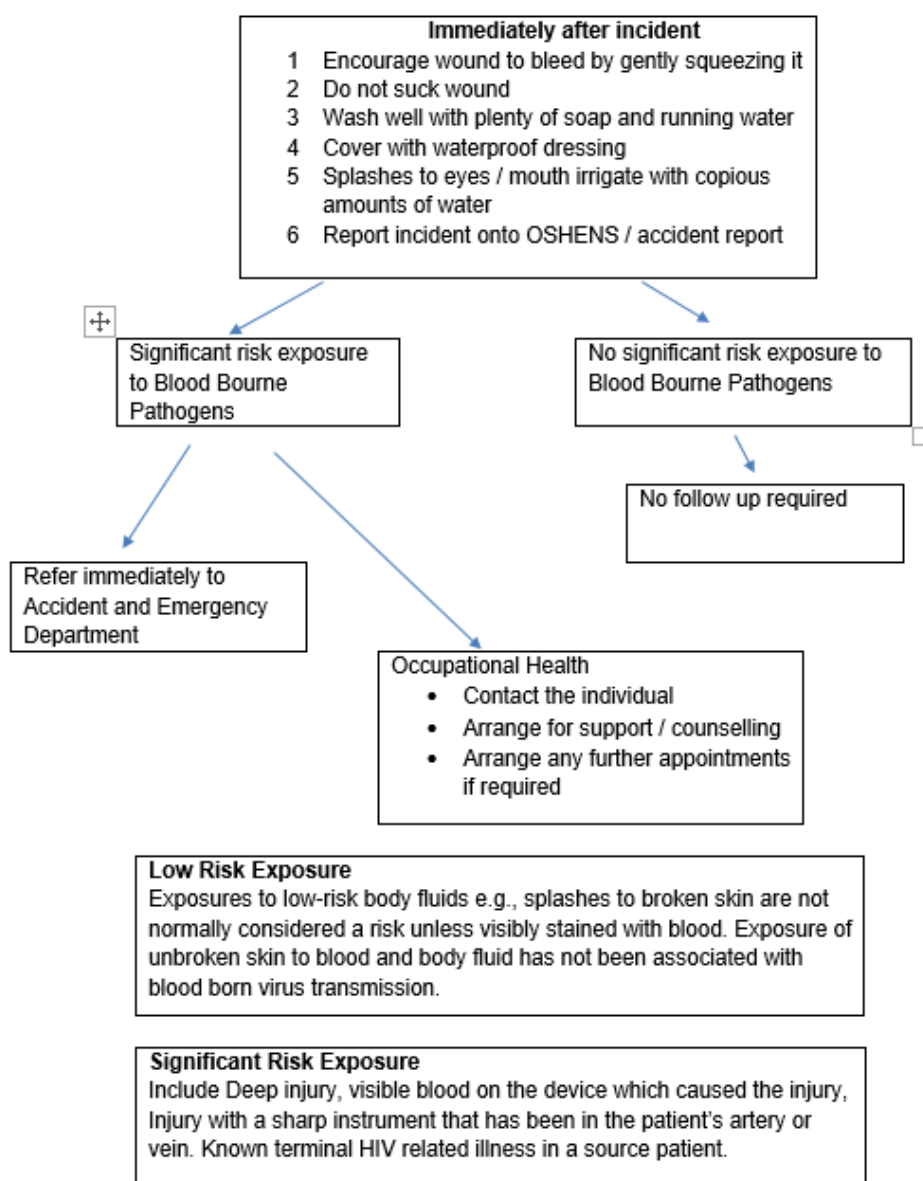 Immediately after incident
1 Encourage wound to bleed by gently squeezing it
2 Do not suck wound
3 Wash well with plenty of soap and running water
4 Cover with waterproof dressing
5 Splashes to eyes / mouth irrigate with copious
amounts of water
6 Report incident onto OSHENS / accident report
Significant risk exposure
to Blood Bourne
Pathogens
No significant risk exposure to
Blood Bourne Pathogens
No follow up required
Refer immediately to
Accident and Emergency
Department
Occupational Health
• Contact the individual
• Arrange for support / counselling
• Arrange any further appointments
if required
Low Risk Exposure
Exposures to low-risk body fluids e.g., splashes to broken skin are not
normally considered a risk unless visibly stained with blood. Exposure of
unbroken skin to blood and body fluid has not been associated with
blood born virus transmission.
Significant Risk Exposure
Include Deep injury, visible blood on the device which caused the injury,
Injury with a sharp instrument that has been in the patient's artery or
vein. Known terminal HIV related illness in a source patient.